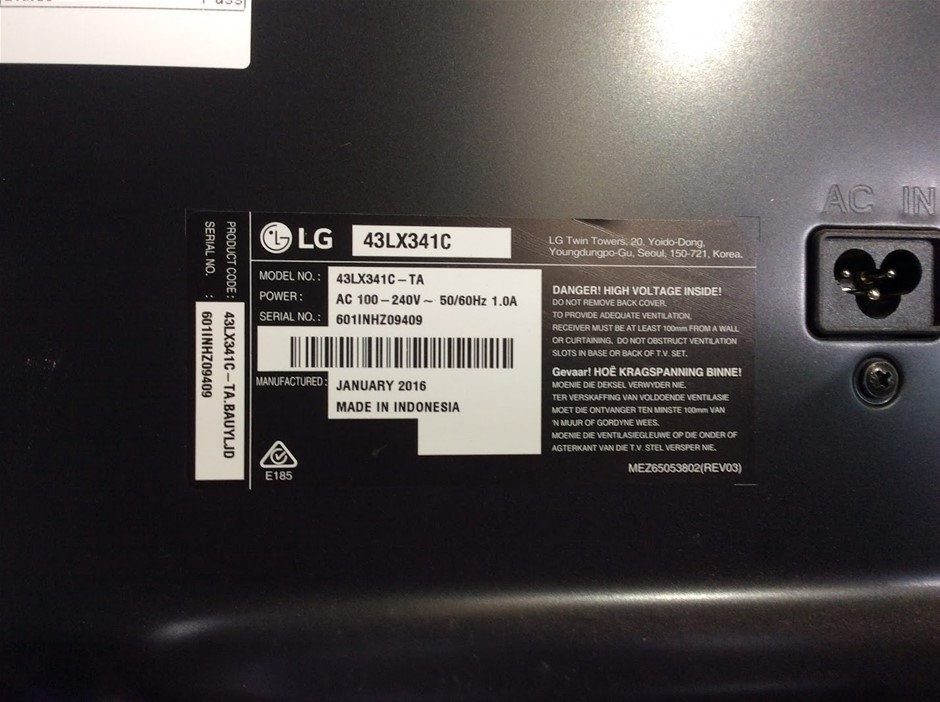 Pass
AC IN
LG 43LX341C
LG Twin Towers, 20, Yoido-Dong,
Youngdungpo-Gu, Seoul, 150-721, Korea.
PRODUCT CODE : 43LX341C-TA.BAUYLJD
SERIAL NO. : 601INHZ09409
MODEL NO. : 43LX341C-TA
POWER : AC 100-240V~ 50/60Hz 1.0A
SERIAL NO. : 601INHZ09409
MANUFACTURED : JANUARY 2016
MADE IN INDONESIA
E185
DANGER! HIGH VOLTAGE INSIDE!
DO NOT REMOVE BACK COVER.
TO PROVIDE ADEQUATE VENTILATION,
RECEIVER MUST BE AT LEAST 100mm FROM A WALL
OR CURTAINING. DO NOT OBSTRUCT VENTILATION
SLOTS IN BASE OR BACK OF T.V. SET.
Gevaar! HOË KRAGSPANNING BINNE!
MOENIE DIE DEKSEL VERWYDER NIE.
TER VERSKAFFING VAN VOLDOENDE VENTILASIE
MOET DIE ONTVANGER TEN MINSTE 100mm VAN
'N MUUR OF GORDYNE WEES.
MOENIE DIE VENTILASIEGLEUWE OP DIE ONDER OF
AGTERKANT VAN DIE T.V. STEL VERSPER NIE.
MEZ65053802(REV03)